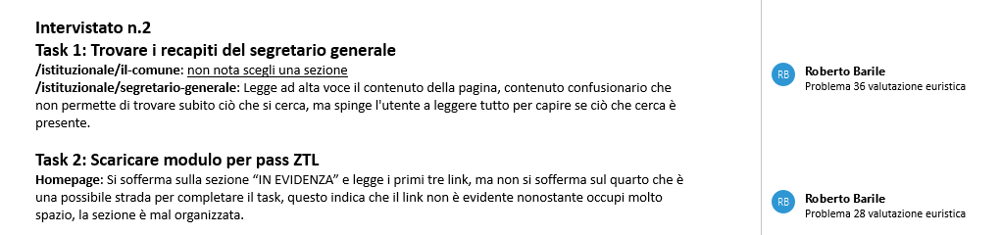 Intervistato n.2
Task 1: Trovare i recapiti del segretario generale
/istituzionale/il-comune: non nota scegli una sezione
/istituzionale/segretario-generale: Legge ad alta voce il contenuto della pagina, contenuto confusionario che
non permette di trovare subito ciò che si cerca, ma spinge l'utente a leggere tutto per capire se ciò che cerca è
presente.
Task 2: Scaricare modulo per pass ZTL
Homepage: Si sofferma sulla sezione “IN EVIDENZA” e legge i primi tre link, ma non si sofferma sul quarto che è
una possibile strada per completare il task, questo indica che il link non è evidente nonostante occupi molto
spazio, la sezione è mal organizzata.
RB Roberto Barile
Problema 36 valutazione euristica
RB Roberto Barile
Problema 28 valutazione euristica